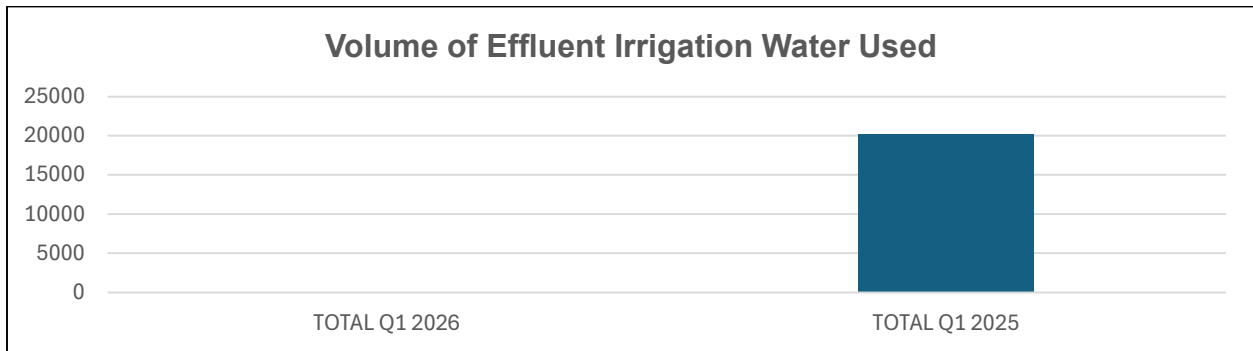 Volume of Effluent Irrigation Water Used
25000
20000
15000
10000
5000
0
TOTAL Q1 2026
TOTAL Q1 2025